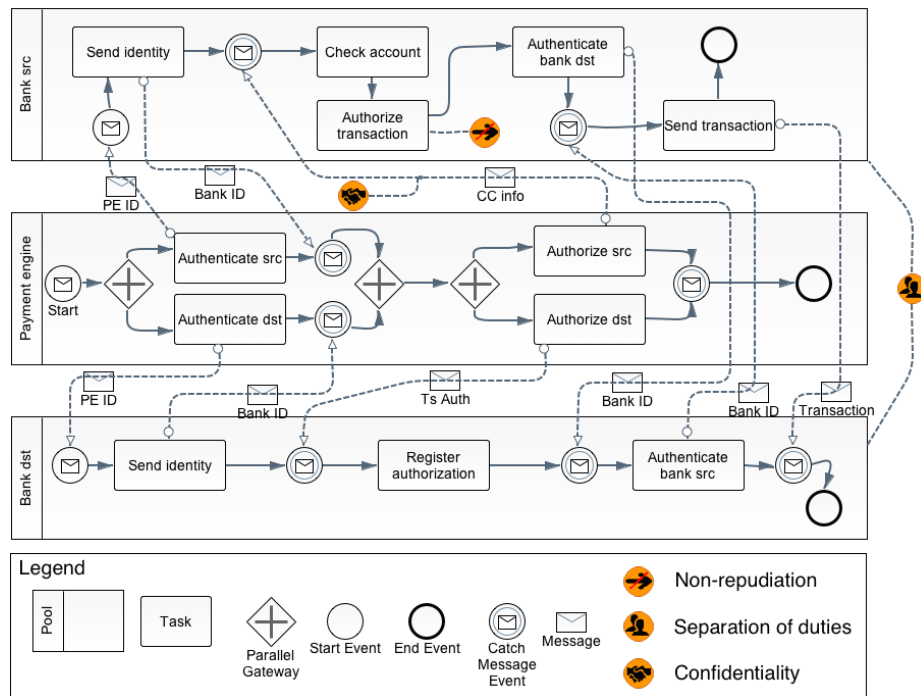 Bank src
Send identity
Check account
Authenticate
bank dst
Authorize
transaction
Send transaction
PE ID
Bank ID
CC info
Payment engine
Start
Authenticate src
Authenticate dst
Authorize src
Authorize dst
PE ID
Bank ID
Ts Auth
Bank ID
Bank ID
Transaction
Bank dst
Send identity
Register
authorization
Authenticate
bank src
Legend
Pool
Task
Parallel
Gateway
Start Event
End Event
Catch
Message
Event
Message
Non-repudiation
Separation of duties
Confidentiality